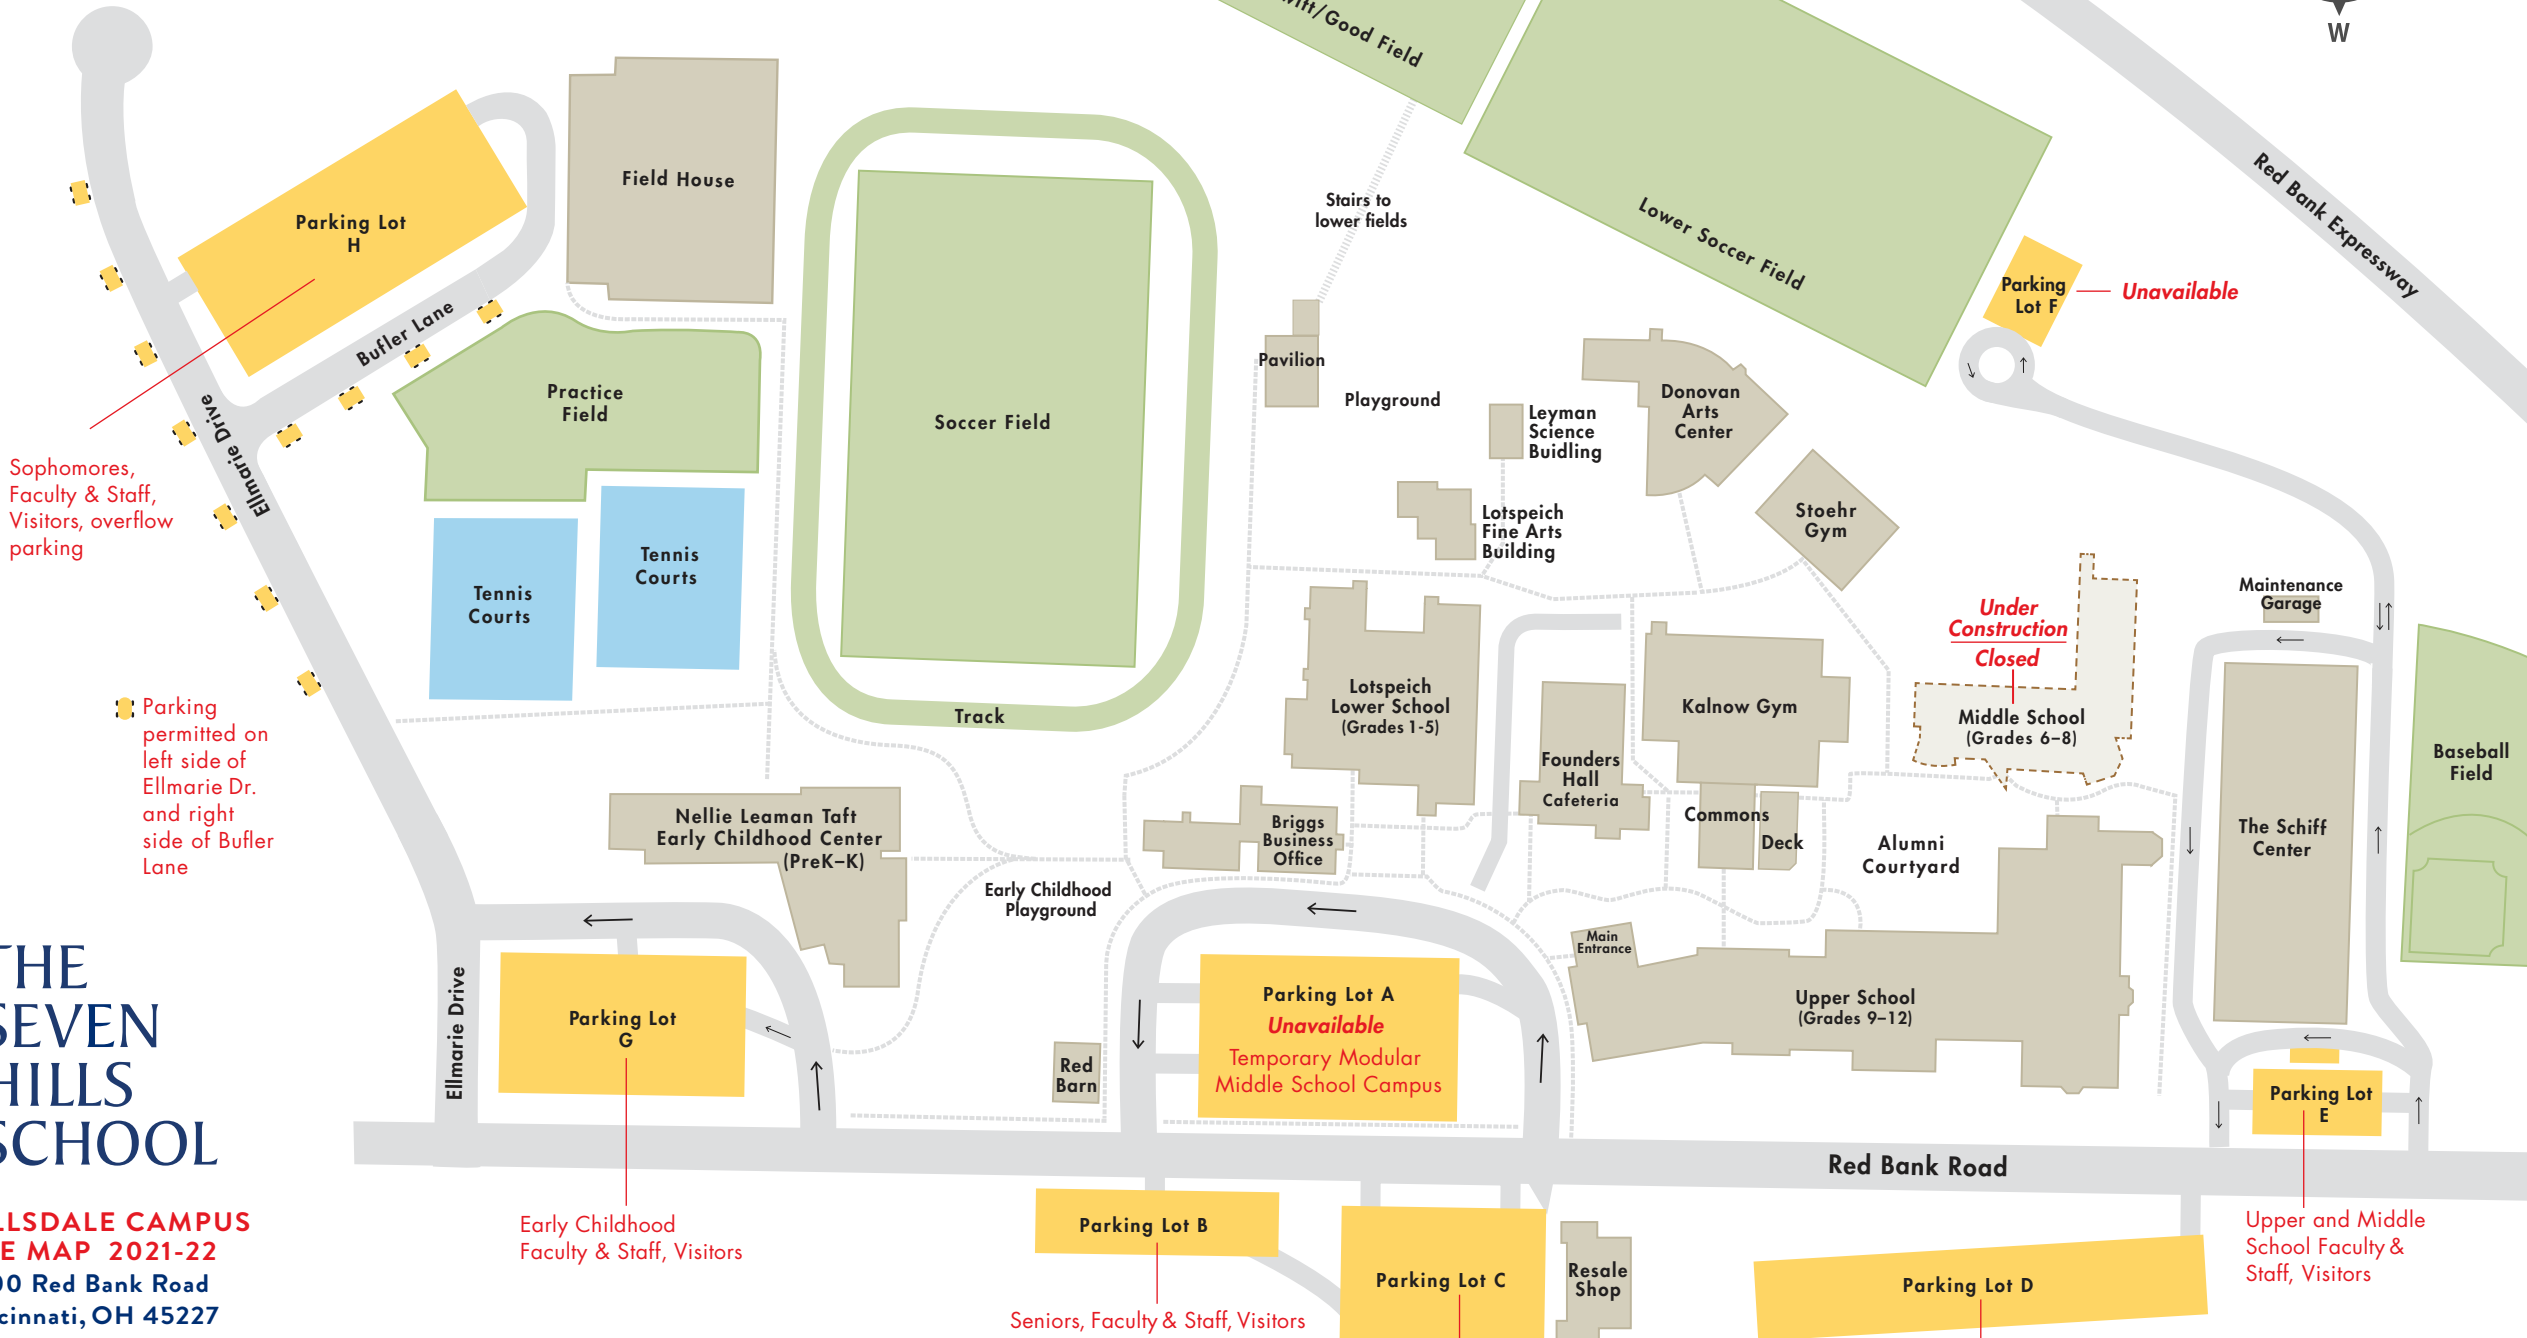 W
Good Field
Field House
Parking Lot
H
Stairs to
lower fields
Lower Soccer Field
Red Bank Expressway
Parking
Lot F
Unavailable
Bufler Lane
Pavilion
Playground
Practice
Field
Soccer Field
Leyman
Science
Buidling
Donovan
Arts
Center
Ellmarie Drive
Sophomores,
Faculty & Staff,
Visitors, overflow
parking
Lotspeich
Fine Arts
Building
Stoehr
Gym
Tennis
Courts
Tennis
Courts
Maintenance
Garage
Under
Construction
Closed
Lotspeich
Lower School
(Grades 1-5)
Kalnow Gym
Middle School
(Grades 6–8)
Track
Parking
permitted on
left side of
Ellmarie Dr.
and right
side of Bufler
Lane
Baseball
Field
Founders
Hall
Cafeteria
Nellie Leaman Taft
Early Childhood Center
(PreK–K)
Briggs
Business
Office
Commons
Deck
Alumni
Courtyard
The Schiff
Center
Early Childhood
Playground
Main
Entrance
THE
SEVEN
HILLS
SCHOOL
Ellmarie Drive
Parking Lot
G
Parking Lot A
Unavailable
Temporary Modular
Middle School Campus
Upper School
(Grades 9–12)
Red
Barn
Parking Lot
E
Red Bank Road
LLSDALE CAMPUS
E MAP 2021-22
00 Red Bank Road
cinnati, OH 45227
Early Childhood
Faculty & Staff, Visitors
Parking Lot B
Seniors, Faculty & Staff, Visitors
Parking Lot C
Resale
Shop
Parking Lot D
Upper and Middle
School Faculty &
Staff, Visitors